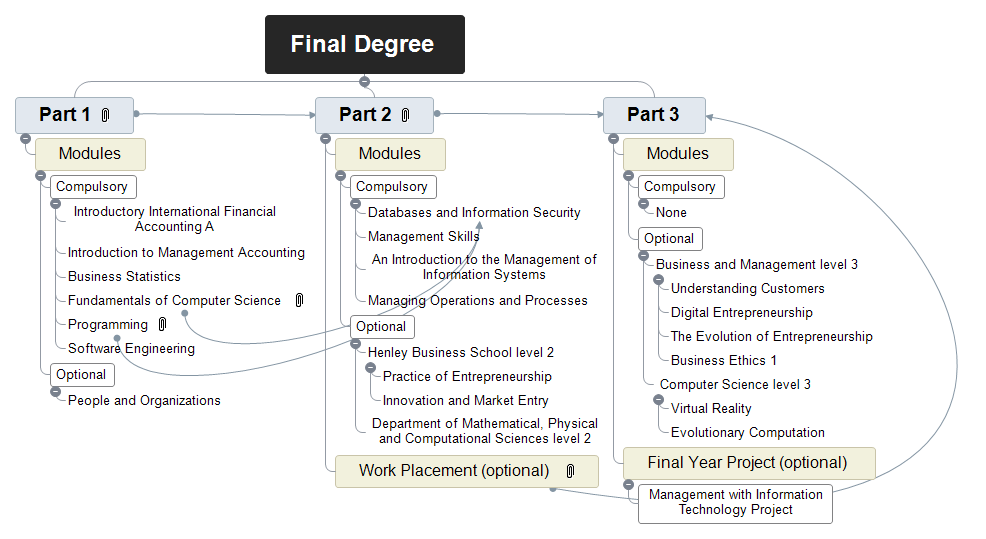 Final Degree
Part 1
Modules
Compulsory
Introductory International Financial
Accounting A
Introduction to Management Accounting
Business Statistics
Fundamentals of Computer Science
Programming
Software Engineering
Optional
People and Organizations
Part 2
Modules
Compulsory
Databases and Information Security
Management Skills
An Introduction to the Management of
Information Systems
Managing Operations and Processes
Optional
Henley Business School level 2
Practice of Entrepreneurship
Innovation and Market Entry
Department of Mathematical, Physical
and Computational Sciences level 2
Work Placement (optional)
Part 3
Modules
Compulsory
None
Optional
Business and Management level 3
Understanding Customers
Digital Entrepreneurship
The Evolution of Entrepreneurship
Business Ethics 1
Computer Science level 3
Virtual Reality
Evolutionary Computation
Final Year Project (optional)
Management with Information
Technology Project